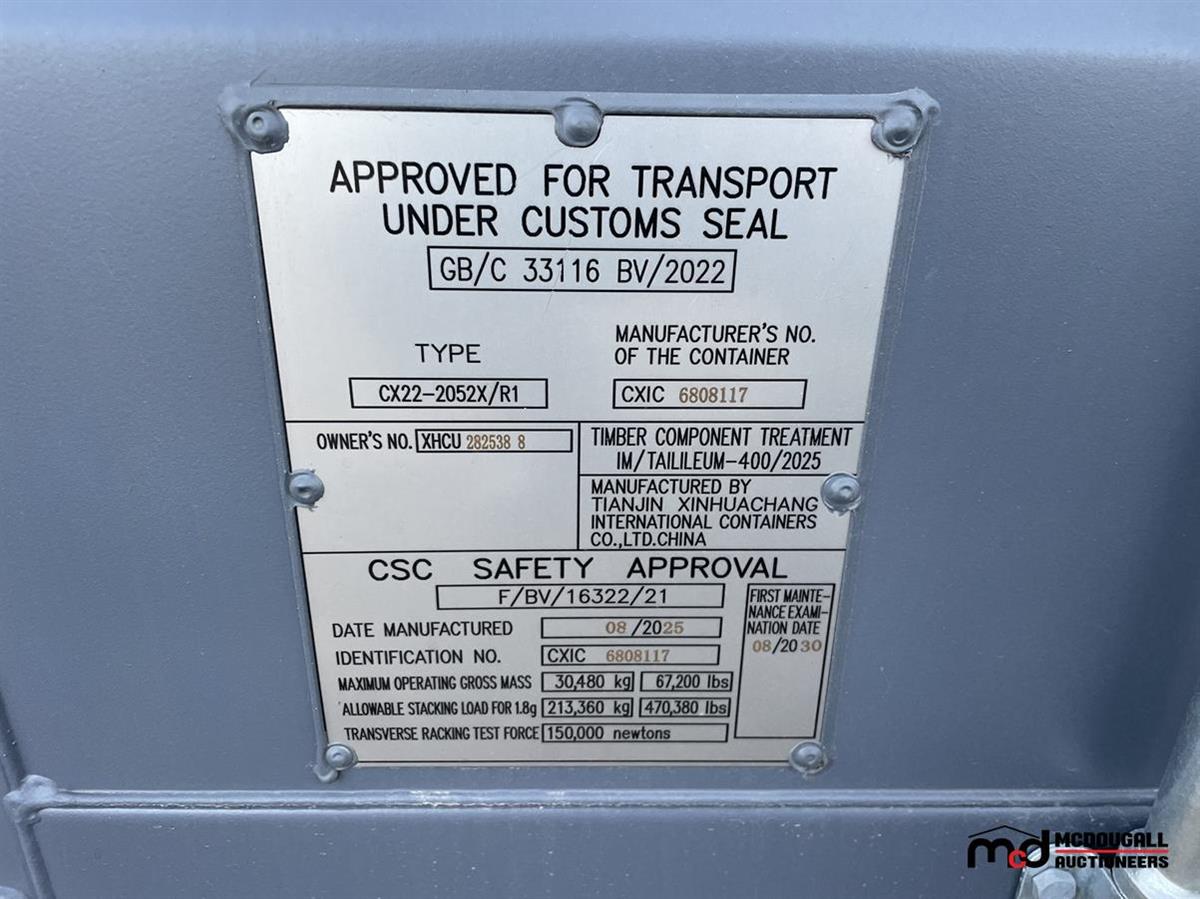 APPROVED FOR TRANSPORT
UNDER CUSTOMS SEAL
GB/C 33116 BV/2022
TYPE
CX22-2052X/R1
MANUFACTURER'S NO.
OF THE CONTAINER
CXIC 6808117
OWNER'S NO. XHCU 282538 8
TIMBER COMPONENT TREATMENT
IM/TAILILEUM-400/2025
MANUFACTURED BY
TIANJIN XINHUACHANG
INTERNATIONAL CONTAINERS
CO.,LTD.CHINA
CSC SAFETY APPROVAL
F/BV/16322/21
DATE MANUFACTURED 08/2025
IDENTIFICATION NO. CXIC 6808117
MAXIMUM OPERATING GROSS MASS 30,480 kg 67,200 lbs
ALLOWABLE STACKING LOAD FOR 1.8g 213,360 kg 470,380 lbs
TRANSVERSE RACKING TEST FORCE 150,000 newtons
FIRST MAINTE-
NANCE EXAMI-
NATION DATE
08/2030
mcd
MCDOUGALL
AUCTIONEERS